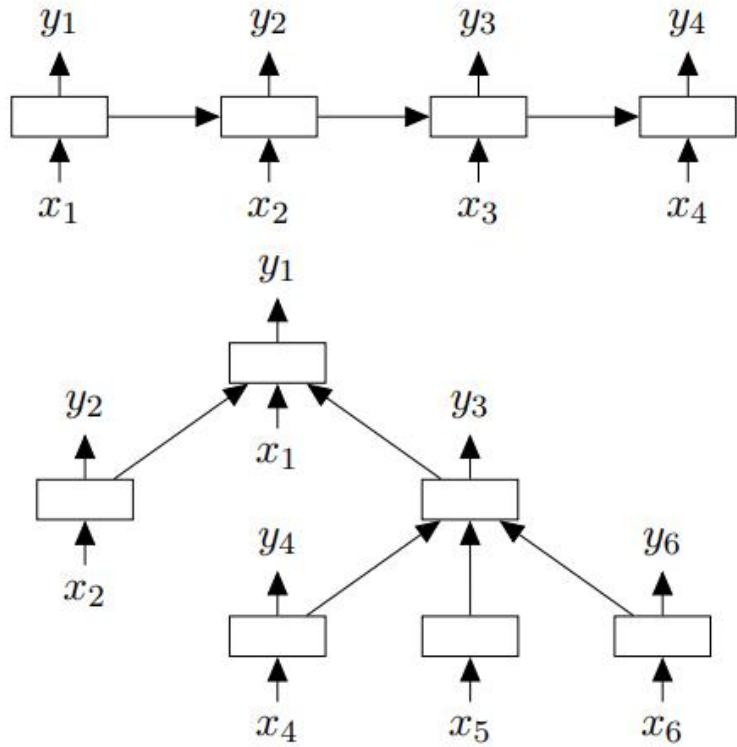 y₁ y₂ y₃ y₄
x₁ x₂ x₃ x₄
y₁
y₂ y₃
x₁
y₄ y₆
x₂
x₄ x₅ x₆